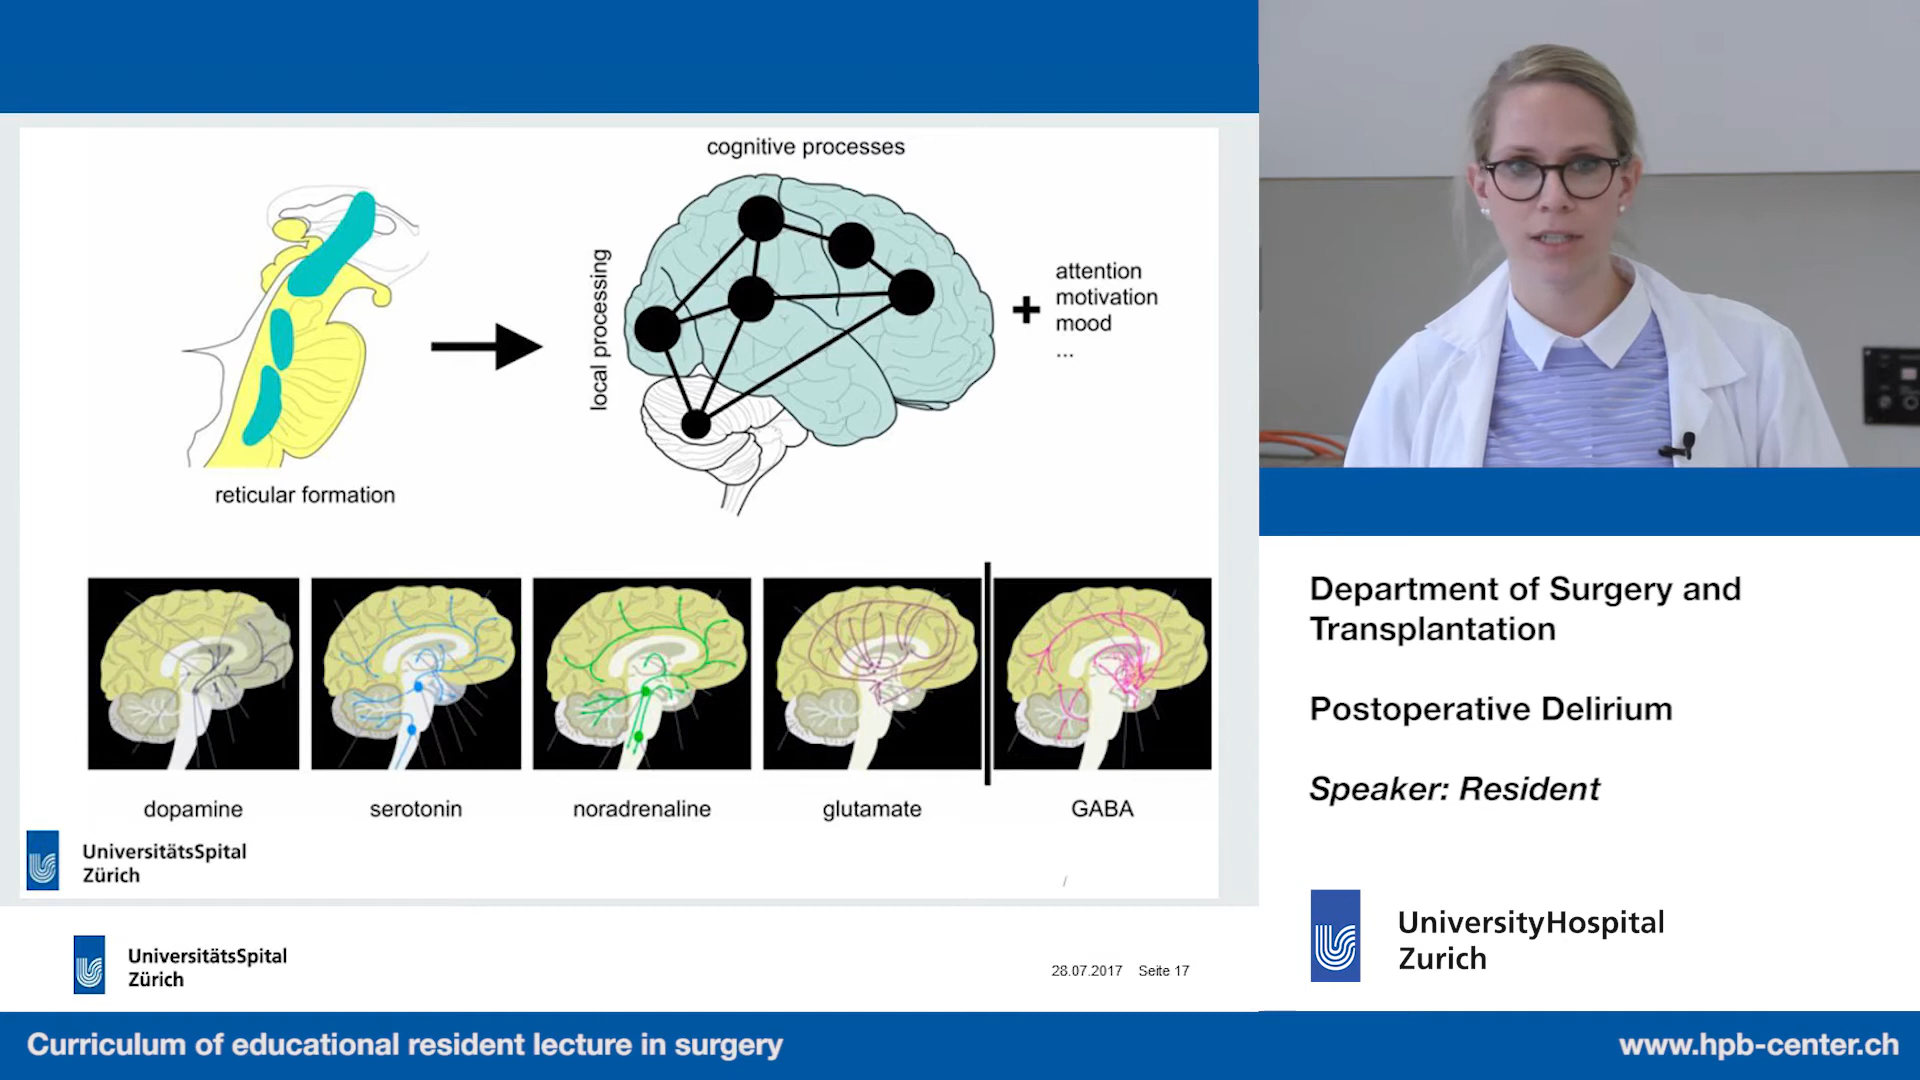 cognitive processes
local processing
attention
motivation
mood
...
+
reticular formation
dopamine
serotonin
noradrenaline
glutamate
GABA
UniversitätsSpital
Zürich
/
UniversitätsSpital
Zürich
28.07.2017 Seite 17
Department of Surgery and
Transplantation
Postoperative Delirium
Speaker: Resident
UniversityHospital
Zurich
Curriculum of educational resident lecture in surgery
www.hpb-center.ch